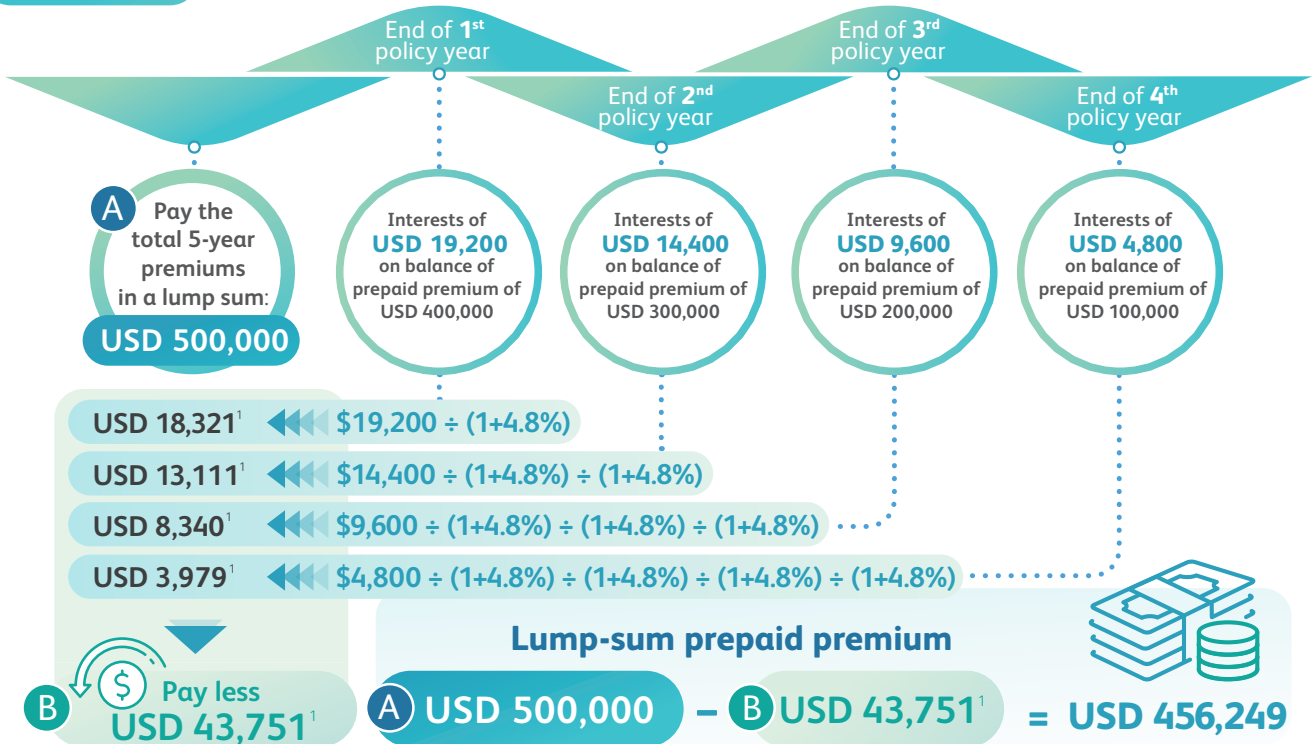 End of 1st
policy year
End of 2nd
policy year
End of 3rd
policy year
End of 4th
policy year
A
Pay the
total 5-year
premiums
in a lump sum:
USD 500,000
Interests of
USD 19,200
on balance of
prepaid premium of
USD 400,000
Interests of
USD 14,400
on balance of
prepaid premium of
USD 300,000
Interests of
USD 9,600
on balance of
prepaid premium of
USD 200,000
Interests of
USD 4,800
on balance of
prepaid premium of
USD 100,000
USD 18,321¹ $19,200 ÷ (1+4.8%)
USD 13,111¹ $14,400 ÷ (1+4.8%) ÷ (1+4.8%)
USD 8,340¹ $9,600 ÷ (1+4.8%) ÷ (1+4.8%) ÷ (1+4.8%)
USD 3,979¹ $4,800 ÷ (1+4.8%) ÷ (1+4.8%) ÷ (1+4.8%) ÷ (1+4.8%)
$
B
Pay less
USD 43,751¹
Lump-sum prepaid premium
A USD 500,000 – B USD 43,751¹ = USD 456,249